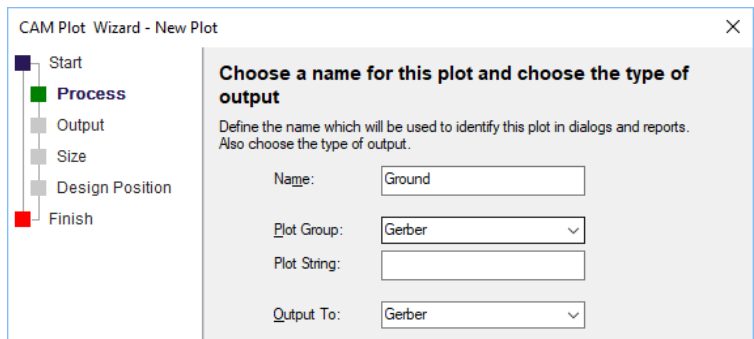 CAM Plot Wizard - New Plot
Start
Process
Output
Size
Design Position
Finish
Choose a name for this plot and choose the type of
output
Define the name which will be used to identify this plot in dialogs and reports.
Also choose the type of output.
Name: Ground
Plot Group: Gerber
Plot String:
Output To: Gerber